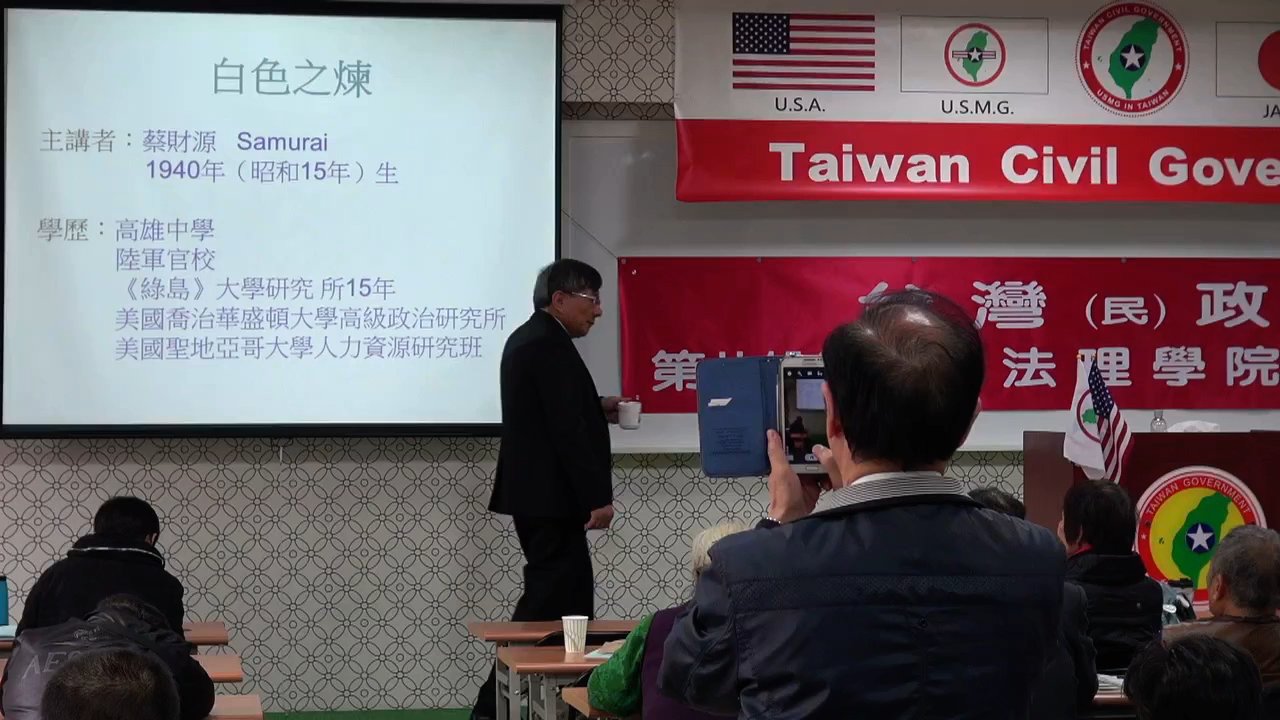 白色之煉
主講者：蔡財源 Samurai
1940年（昭和15年）生
學歷：高雄中學
陸軍官校
《綠島》大學研究 所15年
美國喬治華盛頓大學高級政治研究所
美國聖地亞哥大學人力資源研究班
U.S.A.
U.S.M.G.
TAIWAN CIVIL GOVERNMENT
USMG IN TAIWAN
JA
Taiwan Civil Gove
灣（民）政
第
法理學院
TAIWAN GOVERNMENT
AE